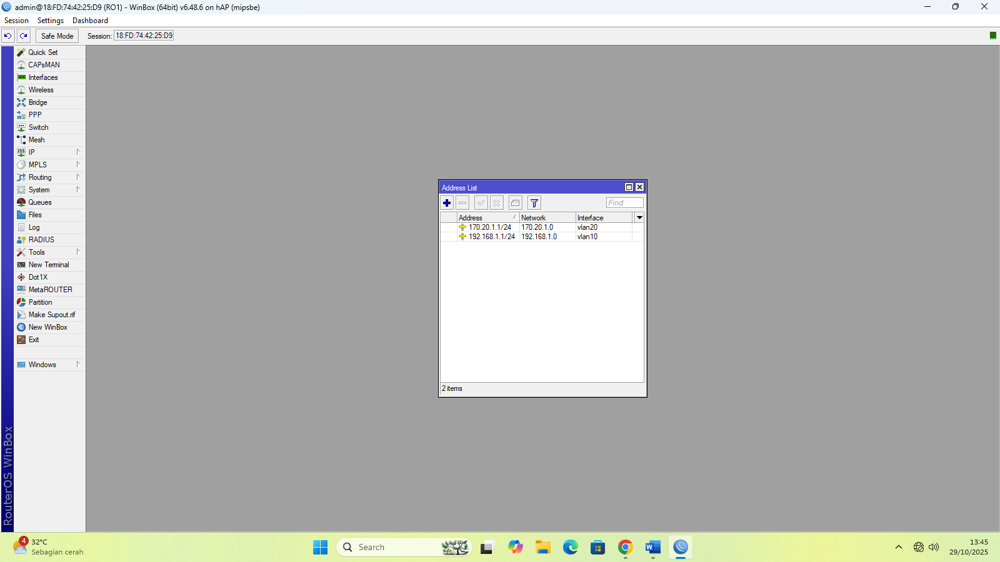 admin@18:FD:74:42:25:D9 (RO1) - WinBox (64bit) v6.48.6 on hAP (mipsbe)
Session Settings Dashboard
Safe Mode Session: 18:FD:74:42:25:D9
Quick Set
CAPsMAN
Interfaces
Wireless
Bridge
PPP
Switch
Mesh
IP
MPLS
Routing
System
Queues
Files
Log
RADIUS
Tools
New Terminal
Dot1X
MetaROUTER
Partition
Make Supout.rif
New WinBox
Exit
Windows
RouterOS WinBox
Address List
Find
Address Network Interface
170.20.1.1/24 170.20.1.0 vlan20
192.168.1.1/24 192.168.1.0 vlan10
2 items
4
32°C
Sebagian cerah
Search
13:45
29/10/2025